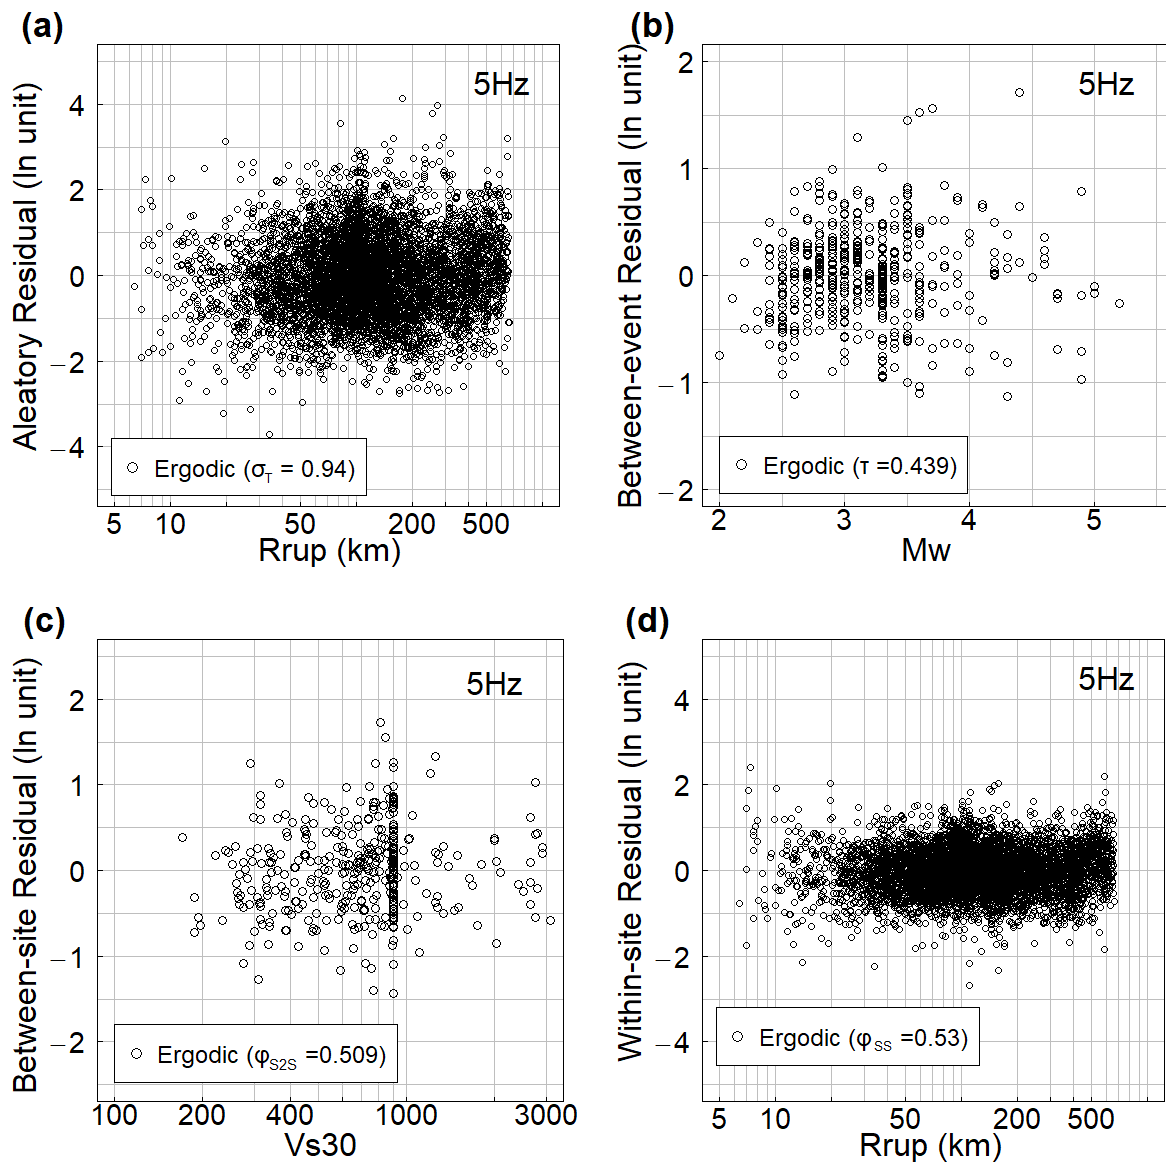 (a)
5Hz
Aleatory Residual (ln unit)
4
2
0
−2
−4
Ergodic (σT = 0.94)
5 10 50 200 500
Rrup (km)
(b)
5Hz
Between-event Residual (ln unit)
2
1
0
−1
−2
Ergodic (τ =0.439)
2 3 4 5
Mw
(c)
5Hz
Between-site Residual (ln unit)
2
1
0
−1
−2
Ergodic (φS2S =0.509)
100 200 400 1000 3000
Vs30
(d)
5Hz
Within-site Residual (ln unit)
4
2
0
−2
−4
Ergodic (φSS =0.53)
5 10 50 200 500
Rrup (km)